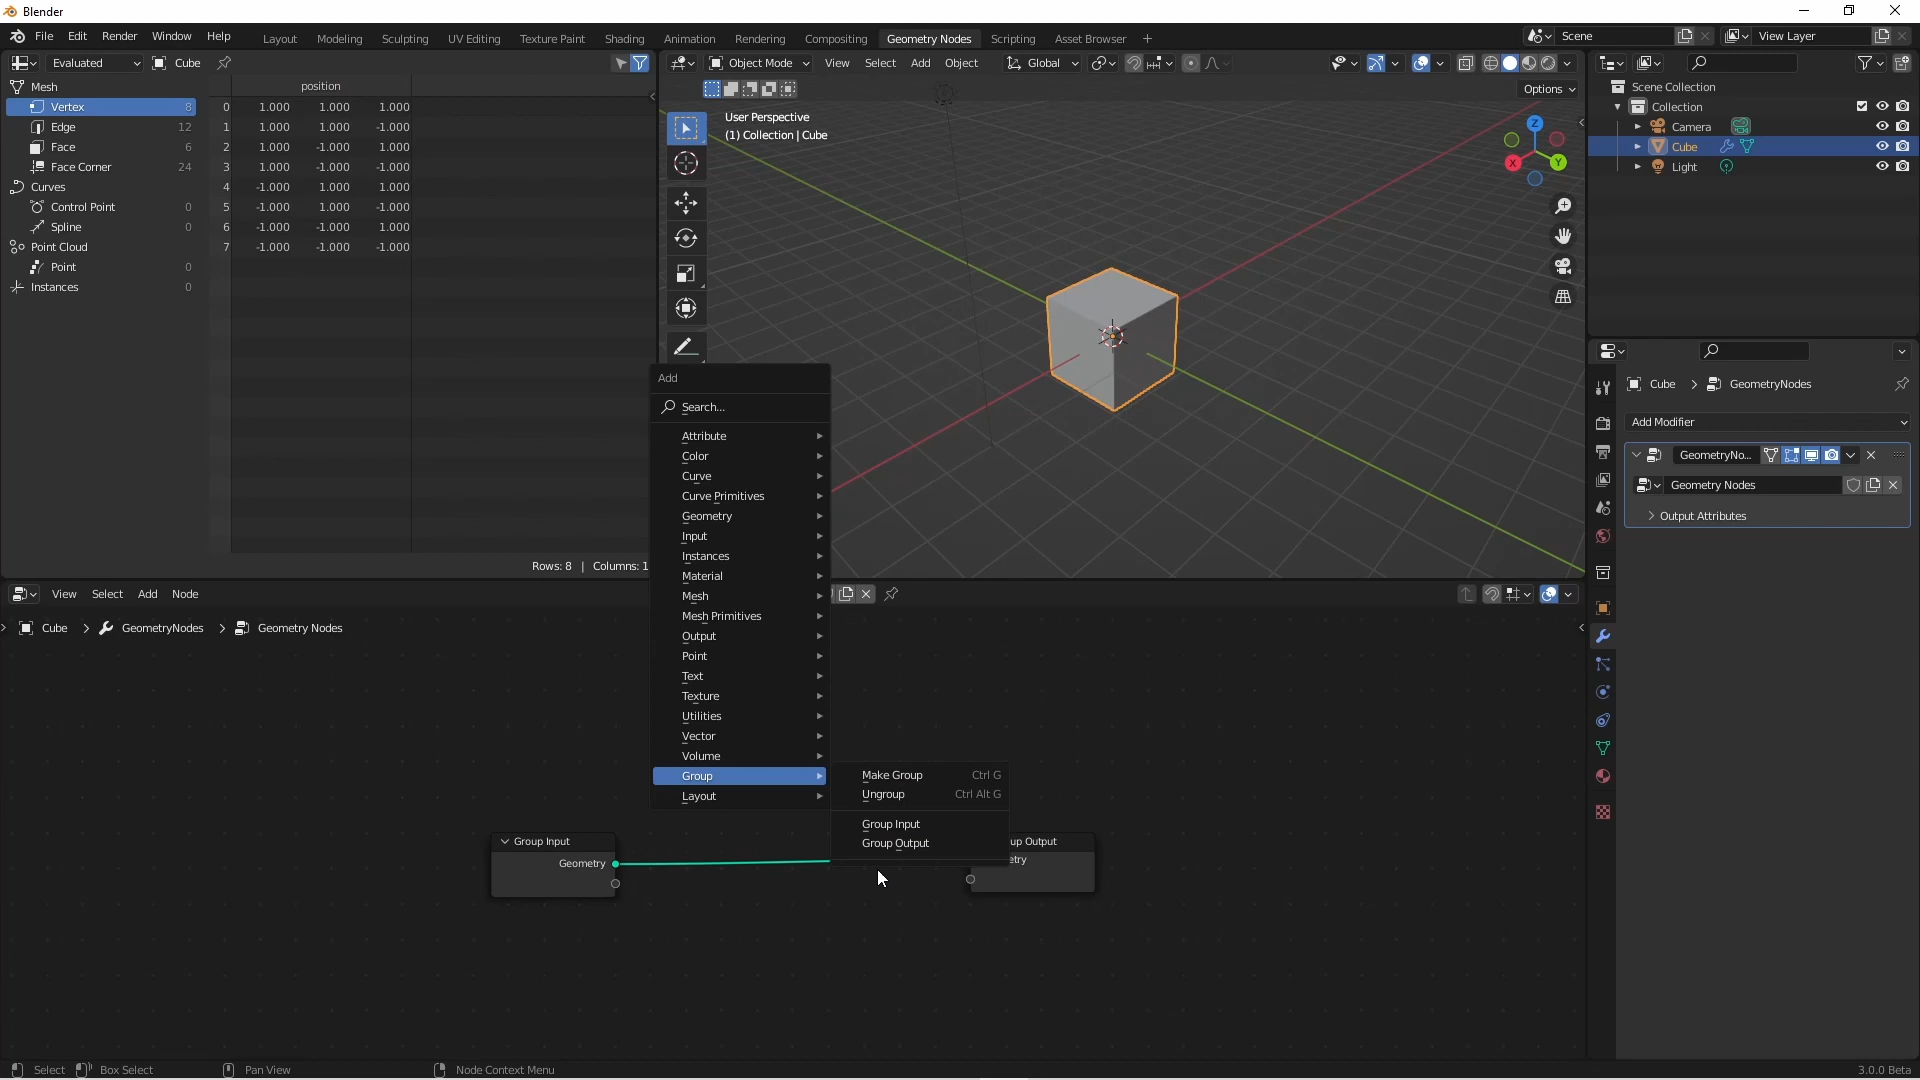 Blender
File Edit Render Window Help
Layout Modeling Sculpting UV Editing Texture Paint Shading Animation Rendering Compositing Geometry Nodes Scripting Asset Browser +
Scene
View Layer
Evaluated Cube
Object Mode View Select Add Object Global
Options
Mesh
Vertex 8
Edge 12
Face 6
Face Corner 24
Curves
Control Point 0
Spline 0
Point Cloud
Point 0
Instances 0
position
0 1.000 1.000 1.000
1 1.000 1.000 -1.000
2 1.000 -1.000 1.000
3 1.000 -1.000 -1.000
4 -1.000 1.000 1.000
5 -1.000 1.000 -1.000
6 -1.000 -1.000 1.000
7 -1.000 -1.000 -1.000
Rows: 8 | Columns: 1
User Perspective
(1) Collection | Cube
Z
X
Y
Scene Collection
Collection
Camera
Cube
Light
Cube > GeometryNodes
Add Modifier
GeometryNo...
Geometry Nodes
> Output Attributes
View Select Add Node
Cube > GeometryNodes > Geometry Nodes
Add
Search...
Attribute
Color
Curve
Curve Primitives
Geometry
Input
Instances
Material
Mesh
Mesh Primitives
Output
Point
Text
Texture
Utilities
Vector
Volume
Group
Layout
Make Group Ctrl G
Ungroup Ctrl Alt G
Group Input
Group Output
Group Input
Geometry
up Output
etry
Select Box Select Pan View Node Context Menu
3.0.0 Beta